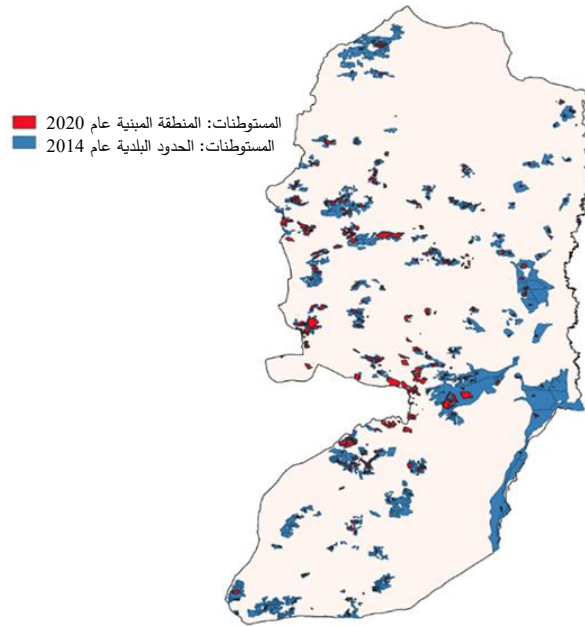 المستوطنات: المنطقة المبنية عام 2020
المستوطنات: الحدود البلدية عام 2014